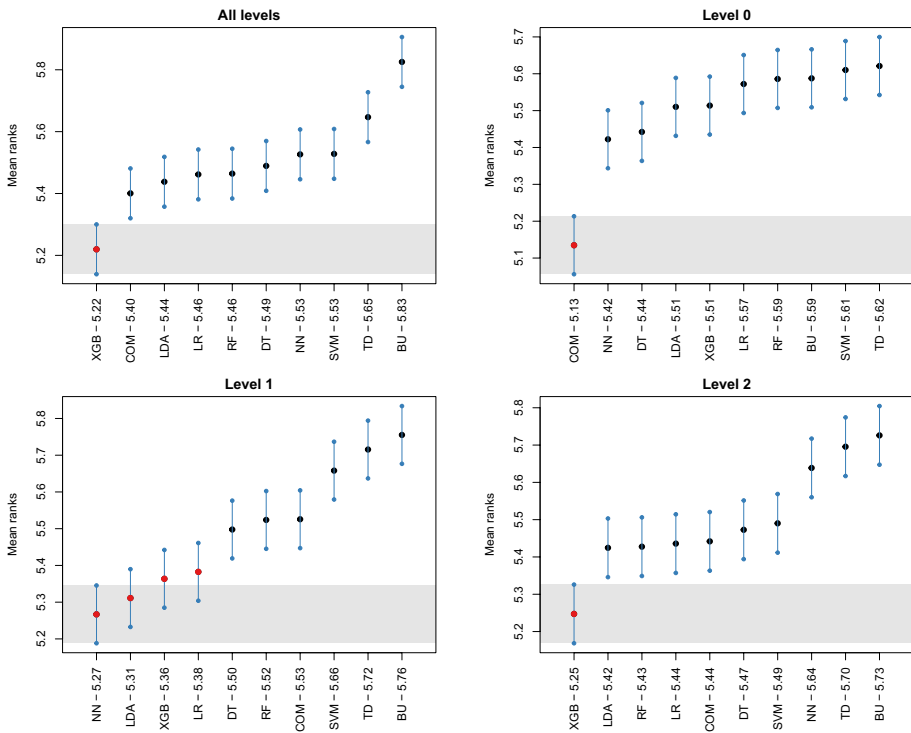 All levels
Mean ranks
5.8
5.6
5.4
5.2
XGB − 5.22
COM − 5.40
LDA − 5.44
LR − 5.46
RF − 5.46
DT − 5.49
NN − 5.53
SVM − 5.53
TD − 5.65
BU − 5.83
Level 0
Mean ranks
5.7
5.6
5.5
5.4
5.3
5.2
5.1
COM − 5.13
NN − 5.42
DT − 5.44
LDA − 5.51
XGB − 5.51
LR − 5.57
RF − 5.59
BU − 5.59
SVM − 5.61
TD − 5.62
Level 1
Mean ranks
5.8
5.7
5.6
5.5
5.4
5.3
5.2
NN − 5.27
LDA − 5.31
XGB − 5.36
LR − 5.38
DT − 5.50
RF − 5.52
COM − 5.53
SVM − 5.66
TD − 5.72
BU − 5.76
Level 2
Mean ranks
5.8
5.7
5.6
5.5
5.4
5.3
5.2
XGB − 5.25
LDA − 5.42
RF − 5.43
LR − 5.44
COM − 5.44
DT − 5.47
SVM − 5.49
NN − 5.64
TD − 5.70
BU − 5.73